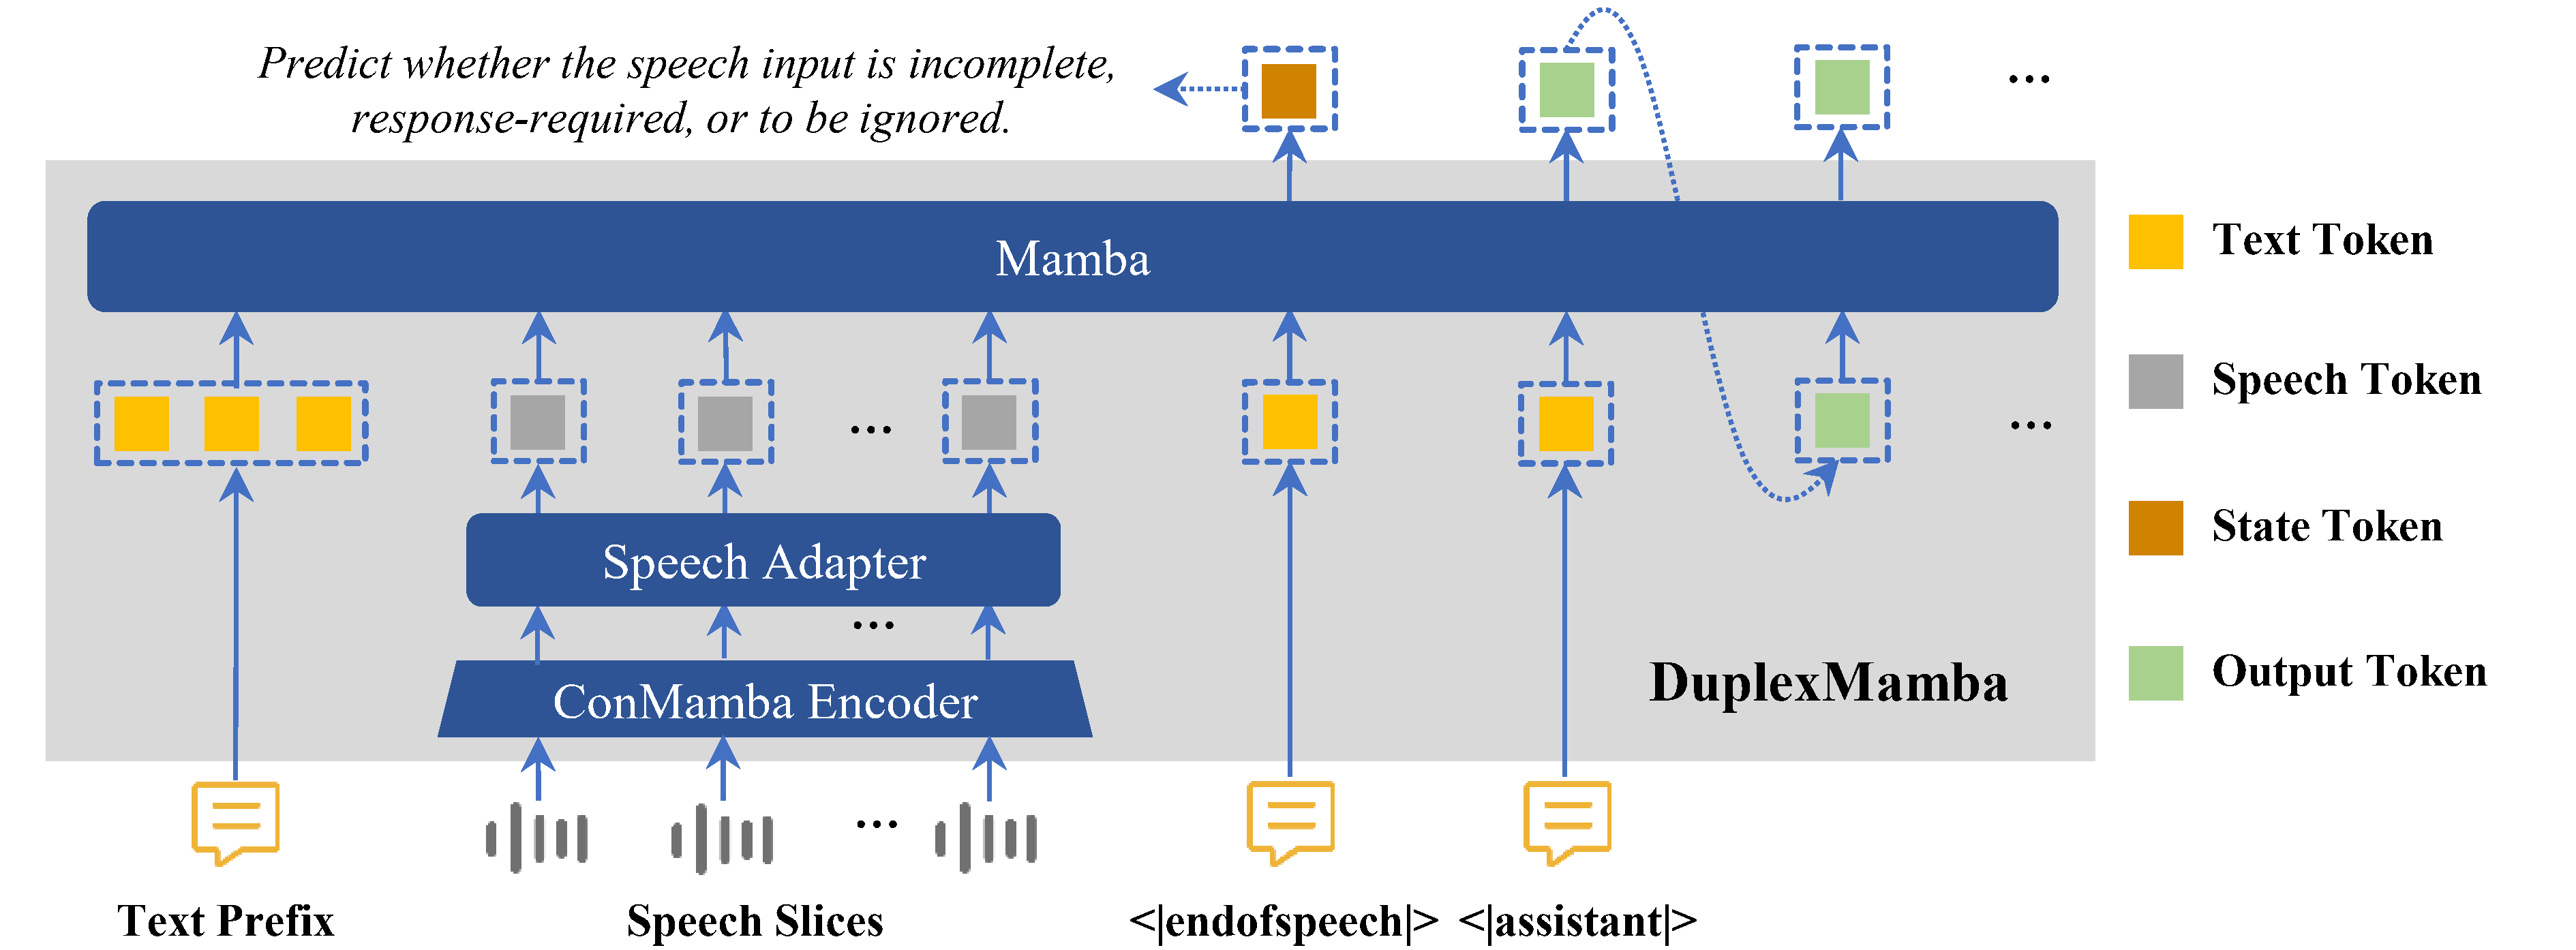 Predict whether the speech input is incomplete,
response-required, or to be ignored.
...
Mamba
Text Token
Speech Token
...
...
State Token
Speech Adapter
...
Output Token
DuplexMamba
ConMamba Encoder
...
Text Prefix
Speech Slices
<|endofspeech|>
<|assistant|>